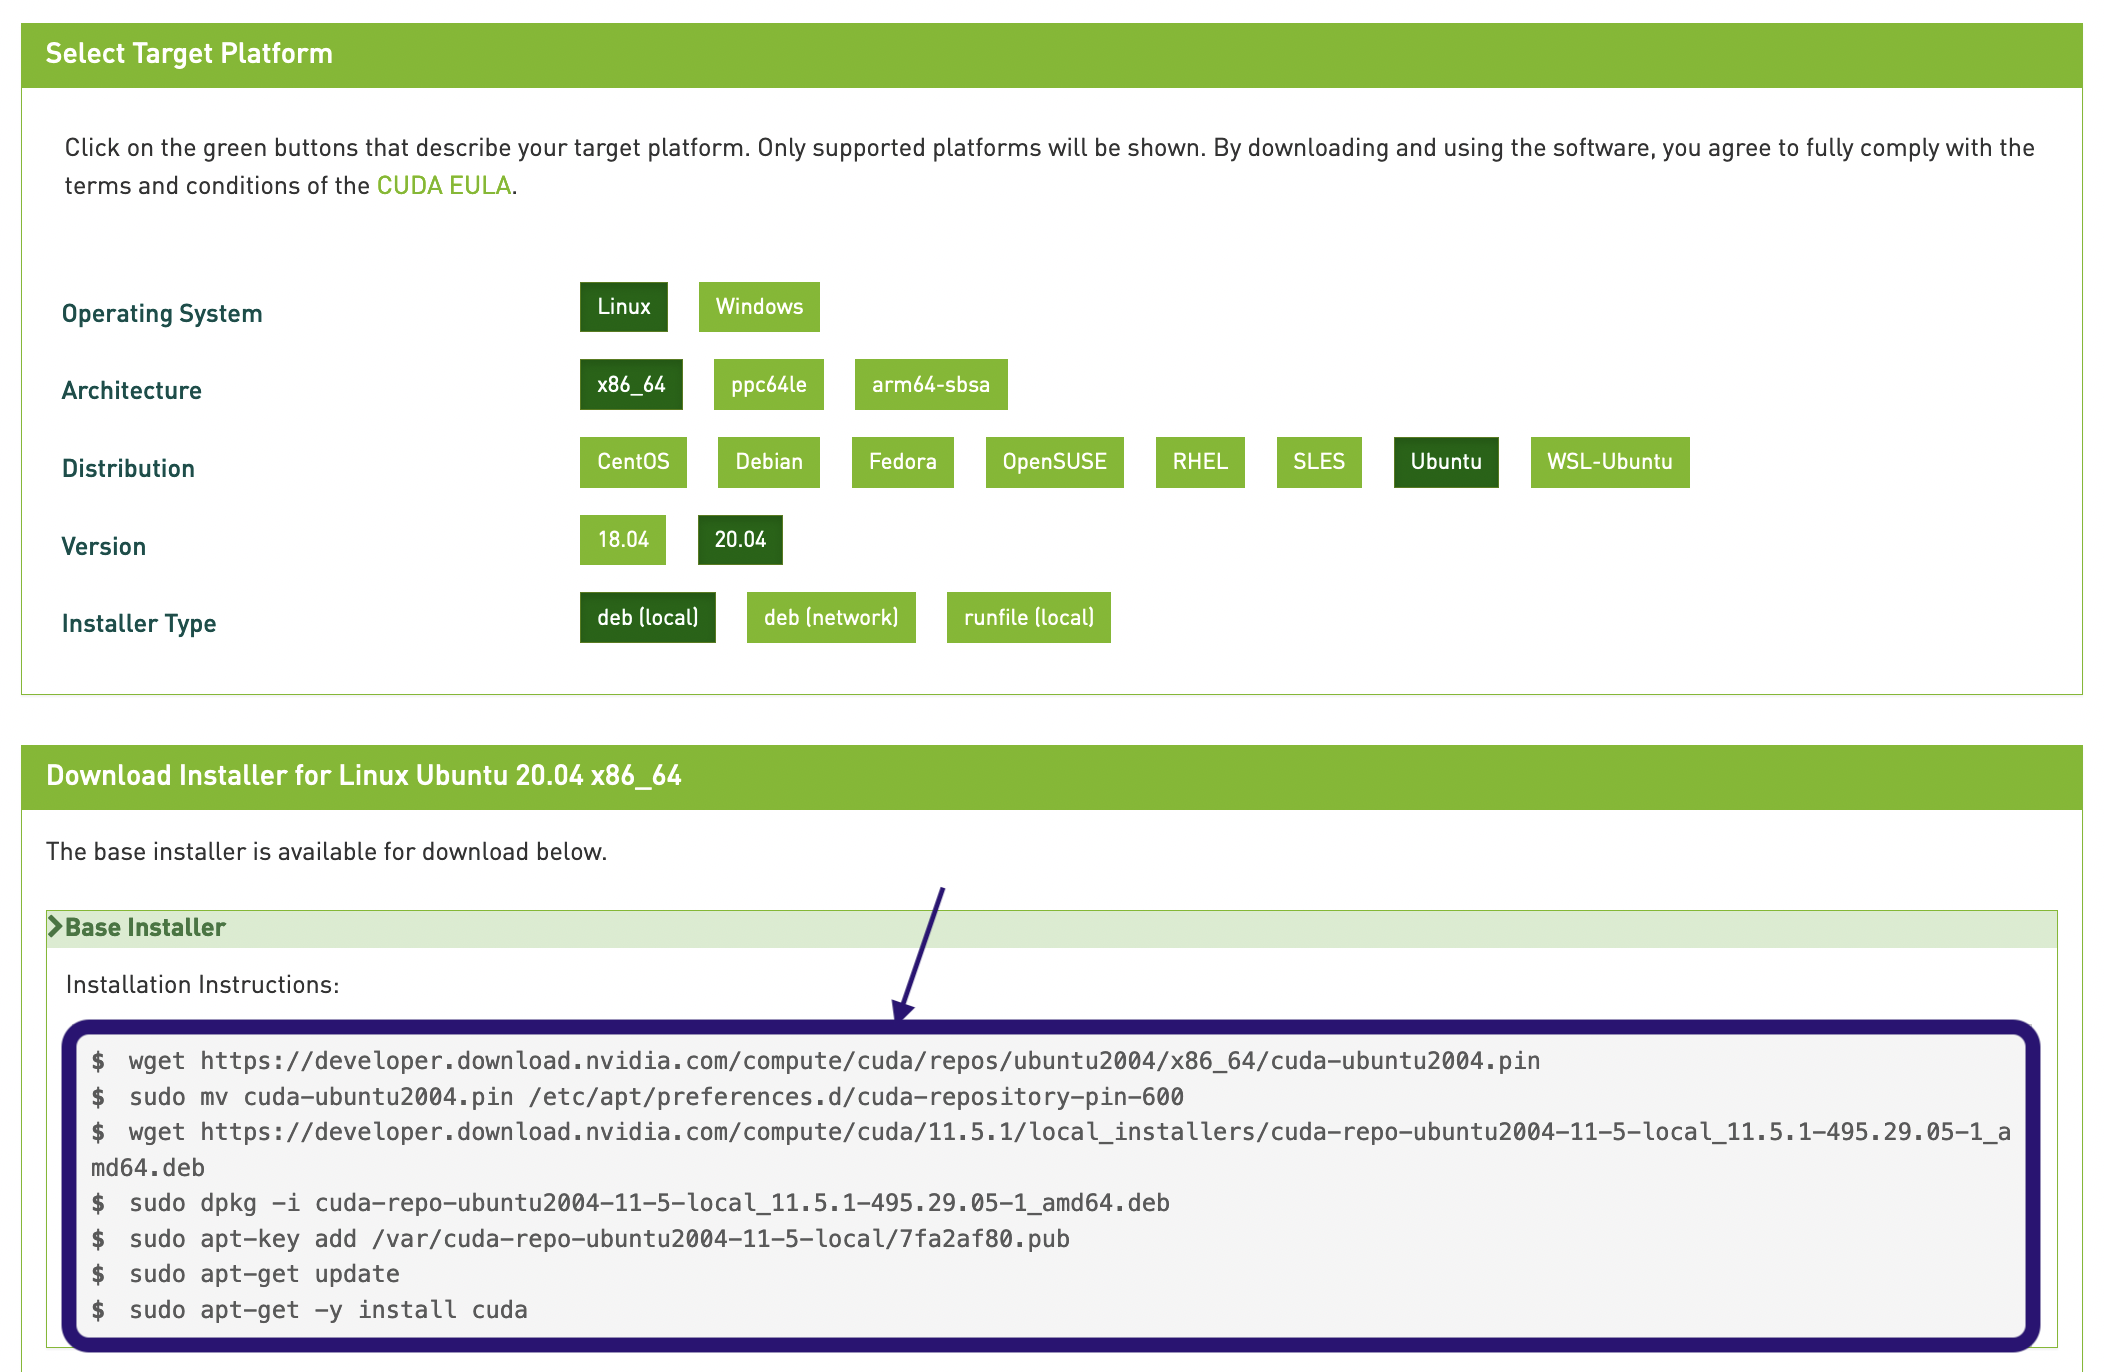 Select Target Platform
Click on the green buttons that describe your target platform. Only supported platforms will be shown. By downloading and using the software, you agree to fully comply with the
terms and conditions of the CUDA EULA.
Operating System Linux Windows
Architecture x86_64 ppc64le arm64-sbsa
Distribution CentOS Debian Fedora OpenSUSE RHEL SLES Ubuntu WSL-Ubuntu
Version 18.04 20.04
Installer Type deb (local) deb (network) runfile (local)
Download Installer for Linux Ubuntu 20.04 x86_64
The base installer is available for download below.
Base Installer
Installation Instructions:
$ wget https://developer.download.nvidia.com/compute/cuda/repos/ubuntu2004/x86_64/cuda-ubuntu2004.pin
$ sudo mv cuda-ubuntu2004.pin /etc/apt/preferences.d/cuda-repository-pin-600
$ wget https://developer.download.nvidia.com/compute/cuda/11.5.1/local_installers/cuda-repo-ubuntu2004-11-5-local_11.5.1-495.29.05-1_a
md64.deb
$ sudo dpkg -i cuda-repo-ubuntu2004-11-5-local_11.5.1-495.29.05-1_amd64.deb
$ sudo apt-key add /var/cuda-repo-ubuntu2004-11-5-local/7fa2af80.pub
$ sudo apt-get update
$ sudo apt-get -y install cuda